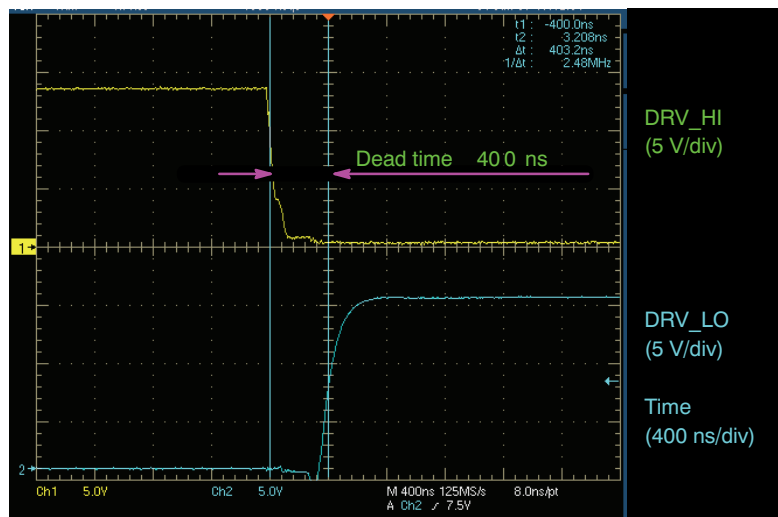 t1 : -400.0ns
t2 : 3.208ns
Δt : 403.2ns
1/Δt : 2.48MHz
DRV_HI
(5 V/div)
Dead time 400 ns
1
DRV_LO
(5 V/div)
Time
(400 ns/div)
2
Ch1 5.0V Ch2 5.0V M 400ns 125MS/s 8.0ns/pt
A Ch2 / 7.5V